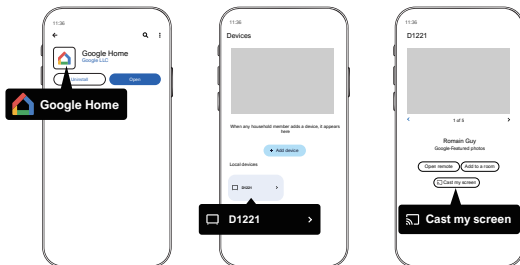 11:36
Google Home
Google LLC
Uninstall
Open
Google Home
11:36
Devices
When any household member adds a device, it appears
here
+ Add device
Local devices
D1221
D1221
11:36
D1221
1 of 5
Romain Guy
Google Featured photos
Open remote
Add to a room
Cast my screen
Cast my screen